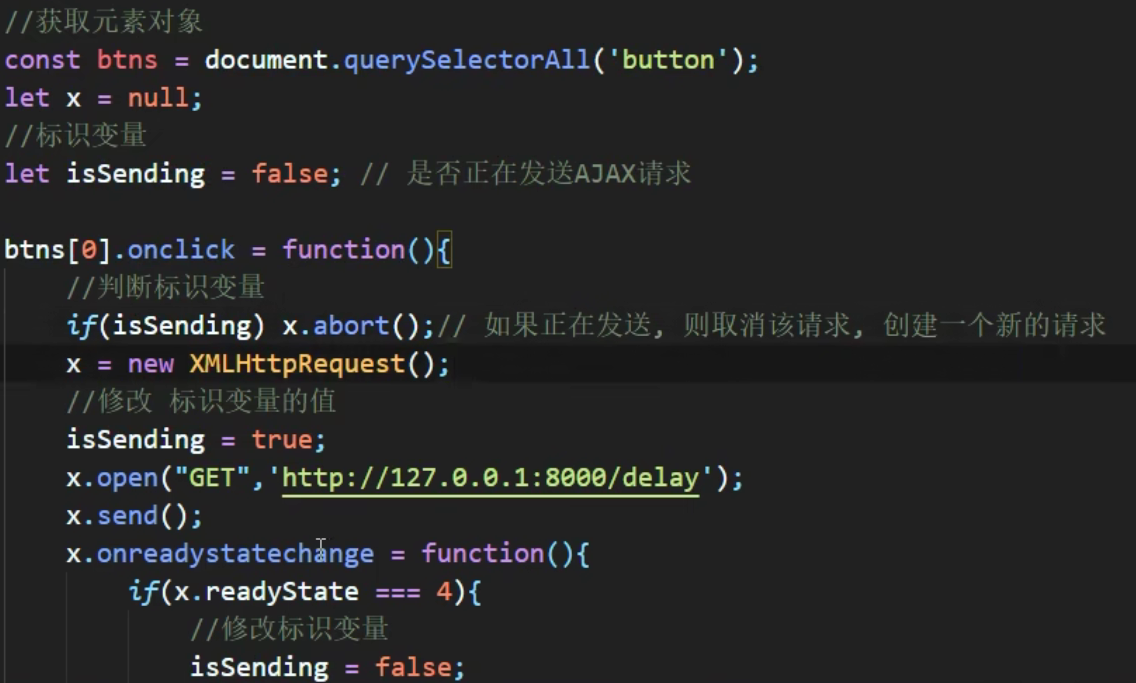 //获取元素对象
const btns = document.querySelectorAll('button');
let x = null;
//标识变量
let isSending = false; // 是否正在发送AJAX请求
btns[0].onclick = function(){
//判断标识变量
if(isSending) x.abort();// 如果正在发送, 则取消该请求, 创建一个新的请求
x = new XMLHttpRequest();
//修改 标识变量的值
isSending = true;
x.open("GET",'http://127.0.0.1:8000/delay');
x.send();
x.onreadystatechange = function(){
if(x.readyState === 4){
//修改标识变量
isSending = false;